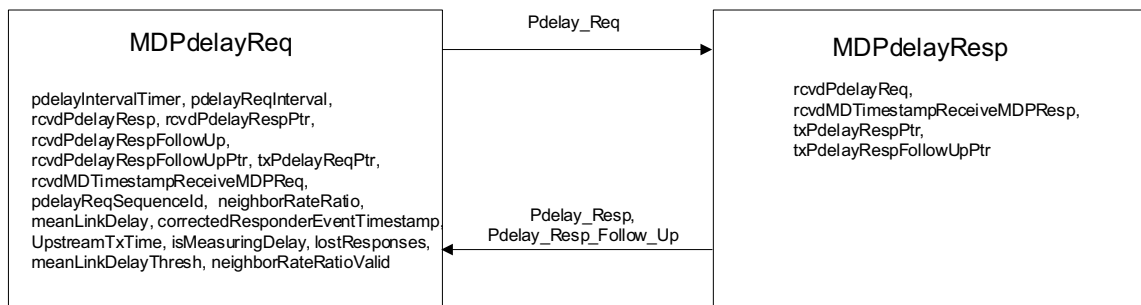 MDPdelayReq
pdelayIntervalTimer, pdelayReqInterval,
rcvdPdelayResp, rcvdPdelayRespPtr,
rcvdPdelayRespFollowUp,
rcvdPdelayRespFollowUpPtr, txPdelayReqPtr,
rcvdMDTimestampReceiveMDPReq,
pdelayReqSequenceId, neighborRateRatio,
meanLinkDelay, correctedResponderEventTimestamp,
UpstreamTxTime, isMeasuringDelay, lostResponses,
meanLinkDelayThresh, neighborRateRatioValid
Pdelay_Req
Pdelay_Resp,
Pdelay_Resp_Follow_Up
MDPdelayResp
rcvdPdelayReq,
rcvdMDTimestampReceiveMDPResp,
txPdelayRespPtr,
txPdelayRespFollowUpPtr